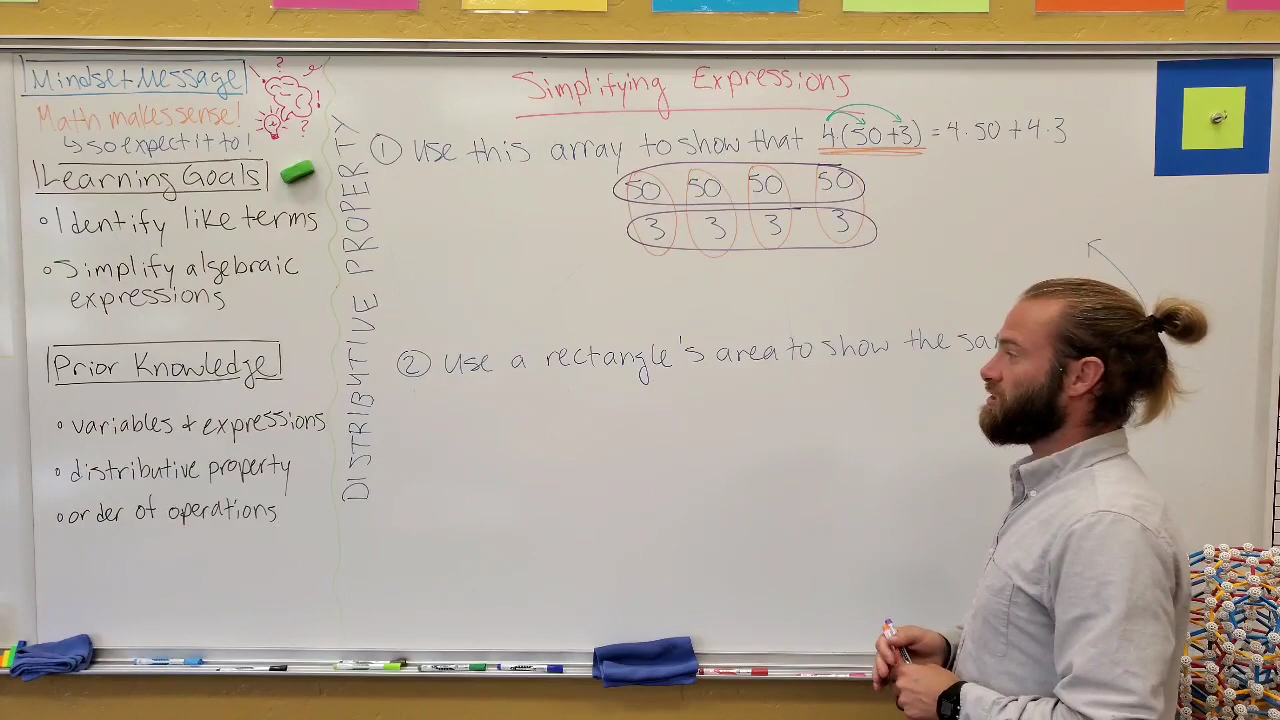 Mindset Message
Math makes sense!
↳ so expect it to!
Learning Goals
• Identify like terms
• Simplify algebraic
expressions
Prior Knowledge
• variables + expressions
• distributive property
• order of operations
DISTRIBUTIVE PROPERTY
Simplifying Expressions
① Use this array to show that 4(50+3) = 4·50 + 4·3
50 50 50 50
3 3 3 3
② Use a rectangle's area to show the